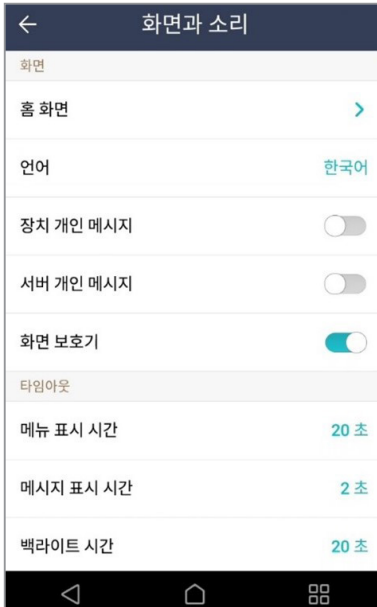 화면과 소리
화면
홈 화면
언어 한국어
장치 개인 메시지
서버 개인 메시지
화면 보호기
타임아웃
메뉴 표시 시간 20 초
메시지 표시 시간 2 초
백라이트 시간 20 초